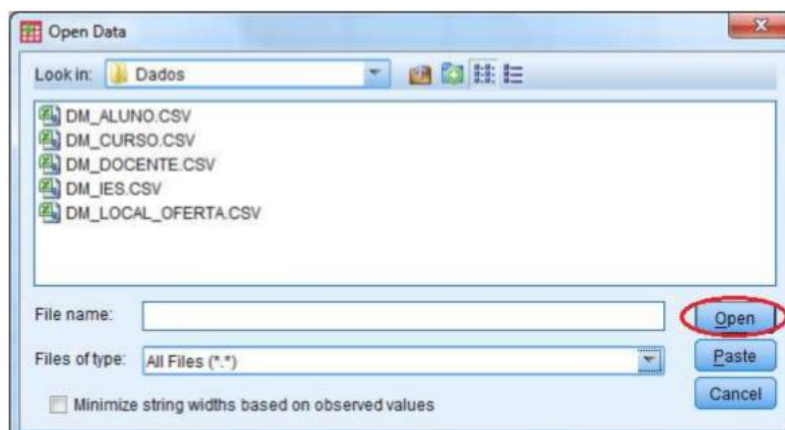 Open Data
Look in: Dados
DM_ALUNO.CSV
DM_CURSO.CSV
DM_DOCENTE.CSV
DM_IES.CSV
DM_LOCAL_OFERTA.CSV
File name:
Open
Files of type: All Files (*.*)
Paste
Minimize string widths based on observed values
Cancel